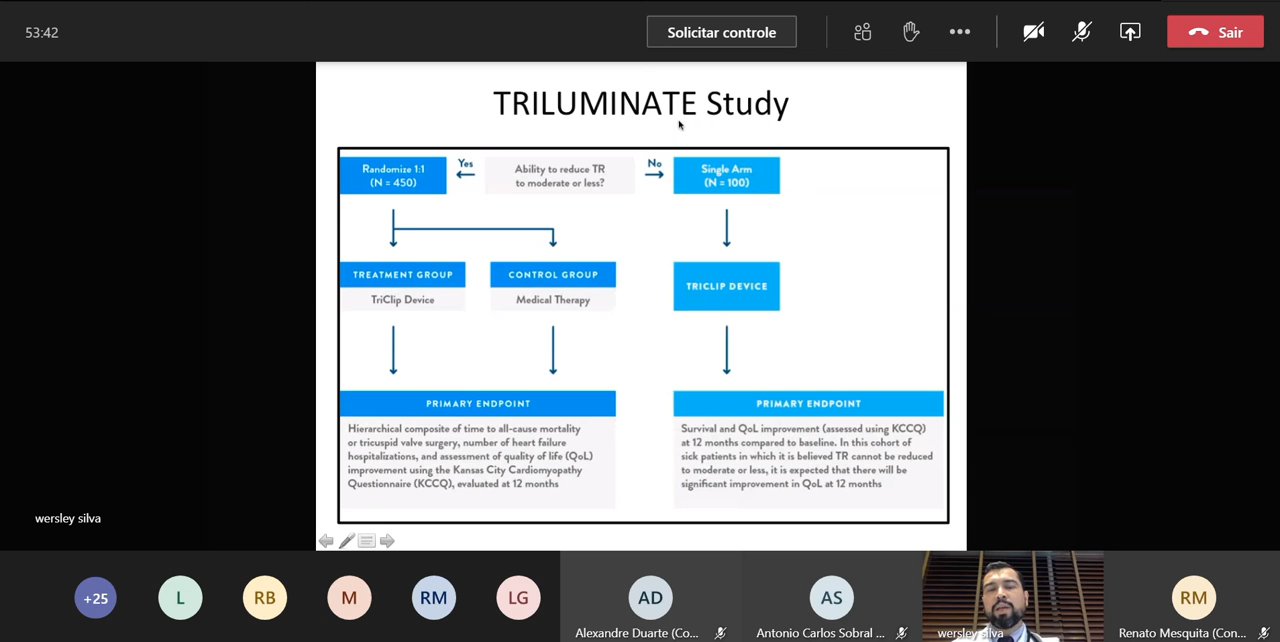 53:42
Solicitar controle
Sair
TRILUMINATE Study
Randomize 1:1
(N = 450)
Yes
Ability to reduce TR
to moderate or less?
No
Single Arm
(N = 100)
TREATMENT GROUP
TriClip Device
CONTROL GROUP
Medical Therapy
TRICLIP DEVICE
PRIMARY ENDPOINT
Hierarchical composite of time to all-cause mortality
or tricuspid valve surgery, number of heart failure
hospitalizations, and assessment of quality of life (QoL)
improvement using the Kansas City Cardiomyopathy
Questionnaire (KCCQ), evaluated at 12 months
PRIMARY ENDPOINT
Survival and QoL improvement (assessed using KCCQ)
at 12 months compared to baseline. In this cohort of
sick patients in which it is believed TR cannot be reduced
to moderate or less, it is expected that there will be
significant improvement in QoL at 12 months
wersley silva
+25
L
RB
M
RM
LG
AD
Alexandre Duarte (Co...
AS
Antonio Carlos Sobral ...
wersley silva
RM
Renato Mesquita (Con...